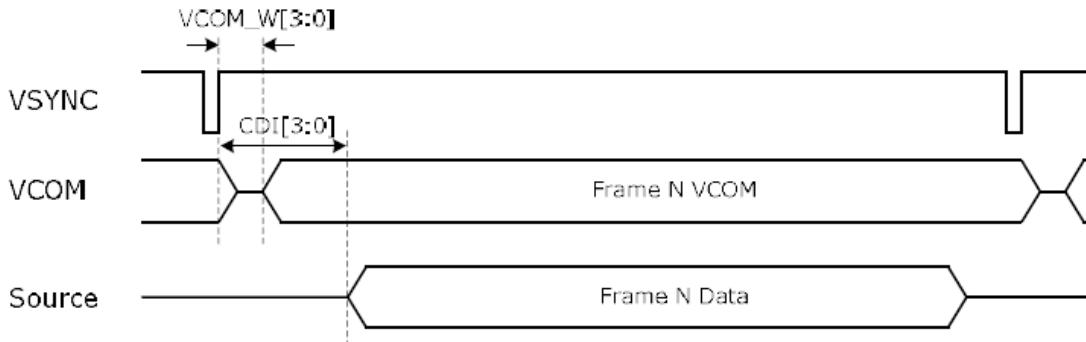 VCOM_W[3:0]
VSYNC
CDI[3:0]
VCOM
Frame N VCOM
Source
Frame N Data